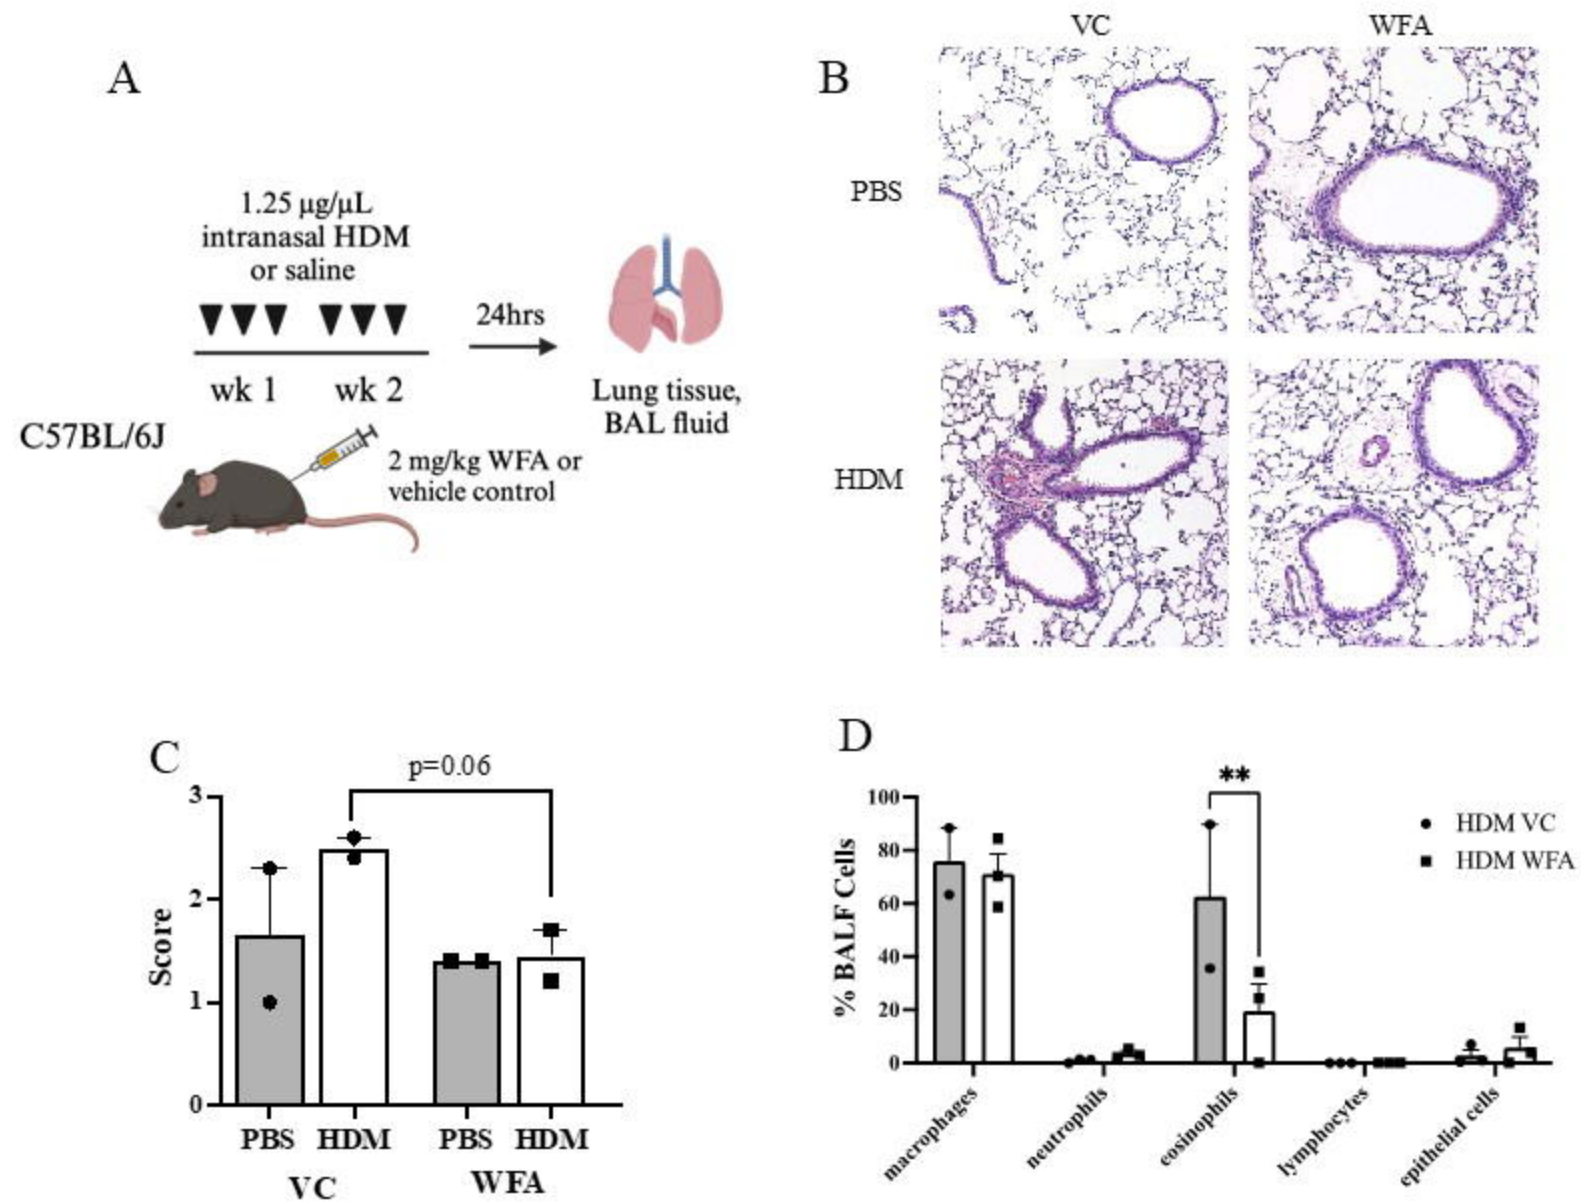 A
1.25 µg/µL
intranasal HDM
or saline
wk 1 wk 2
24hrs
Lung tissue,
BAL fluid
C57BL/6J
2 mg/kg WFA or
vehicle control
B
VC WFA
PBS
HDM
C
p=0.06
Score
3
2
1
0
PBS HDM PBS HDM
VC WFA
D
**
% BALF Cells
100
80
60
40
20
0
HDM VC
HDM WFA
macrophages
neutrophils
eosinophils
lymphocytes
epithelial cells